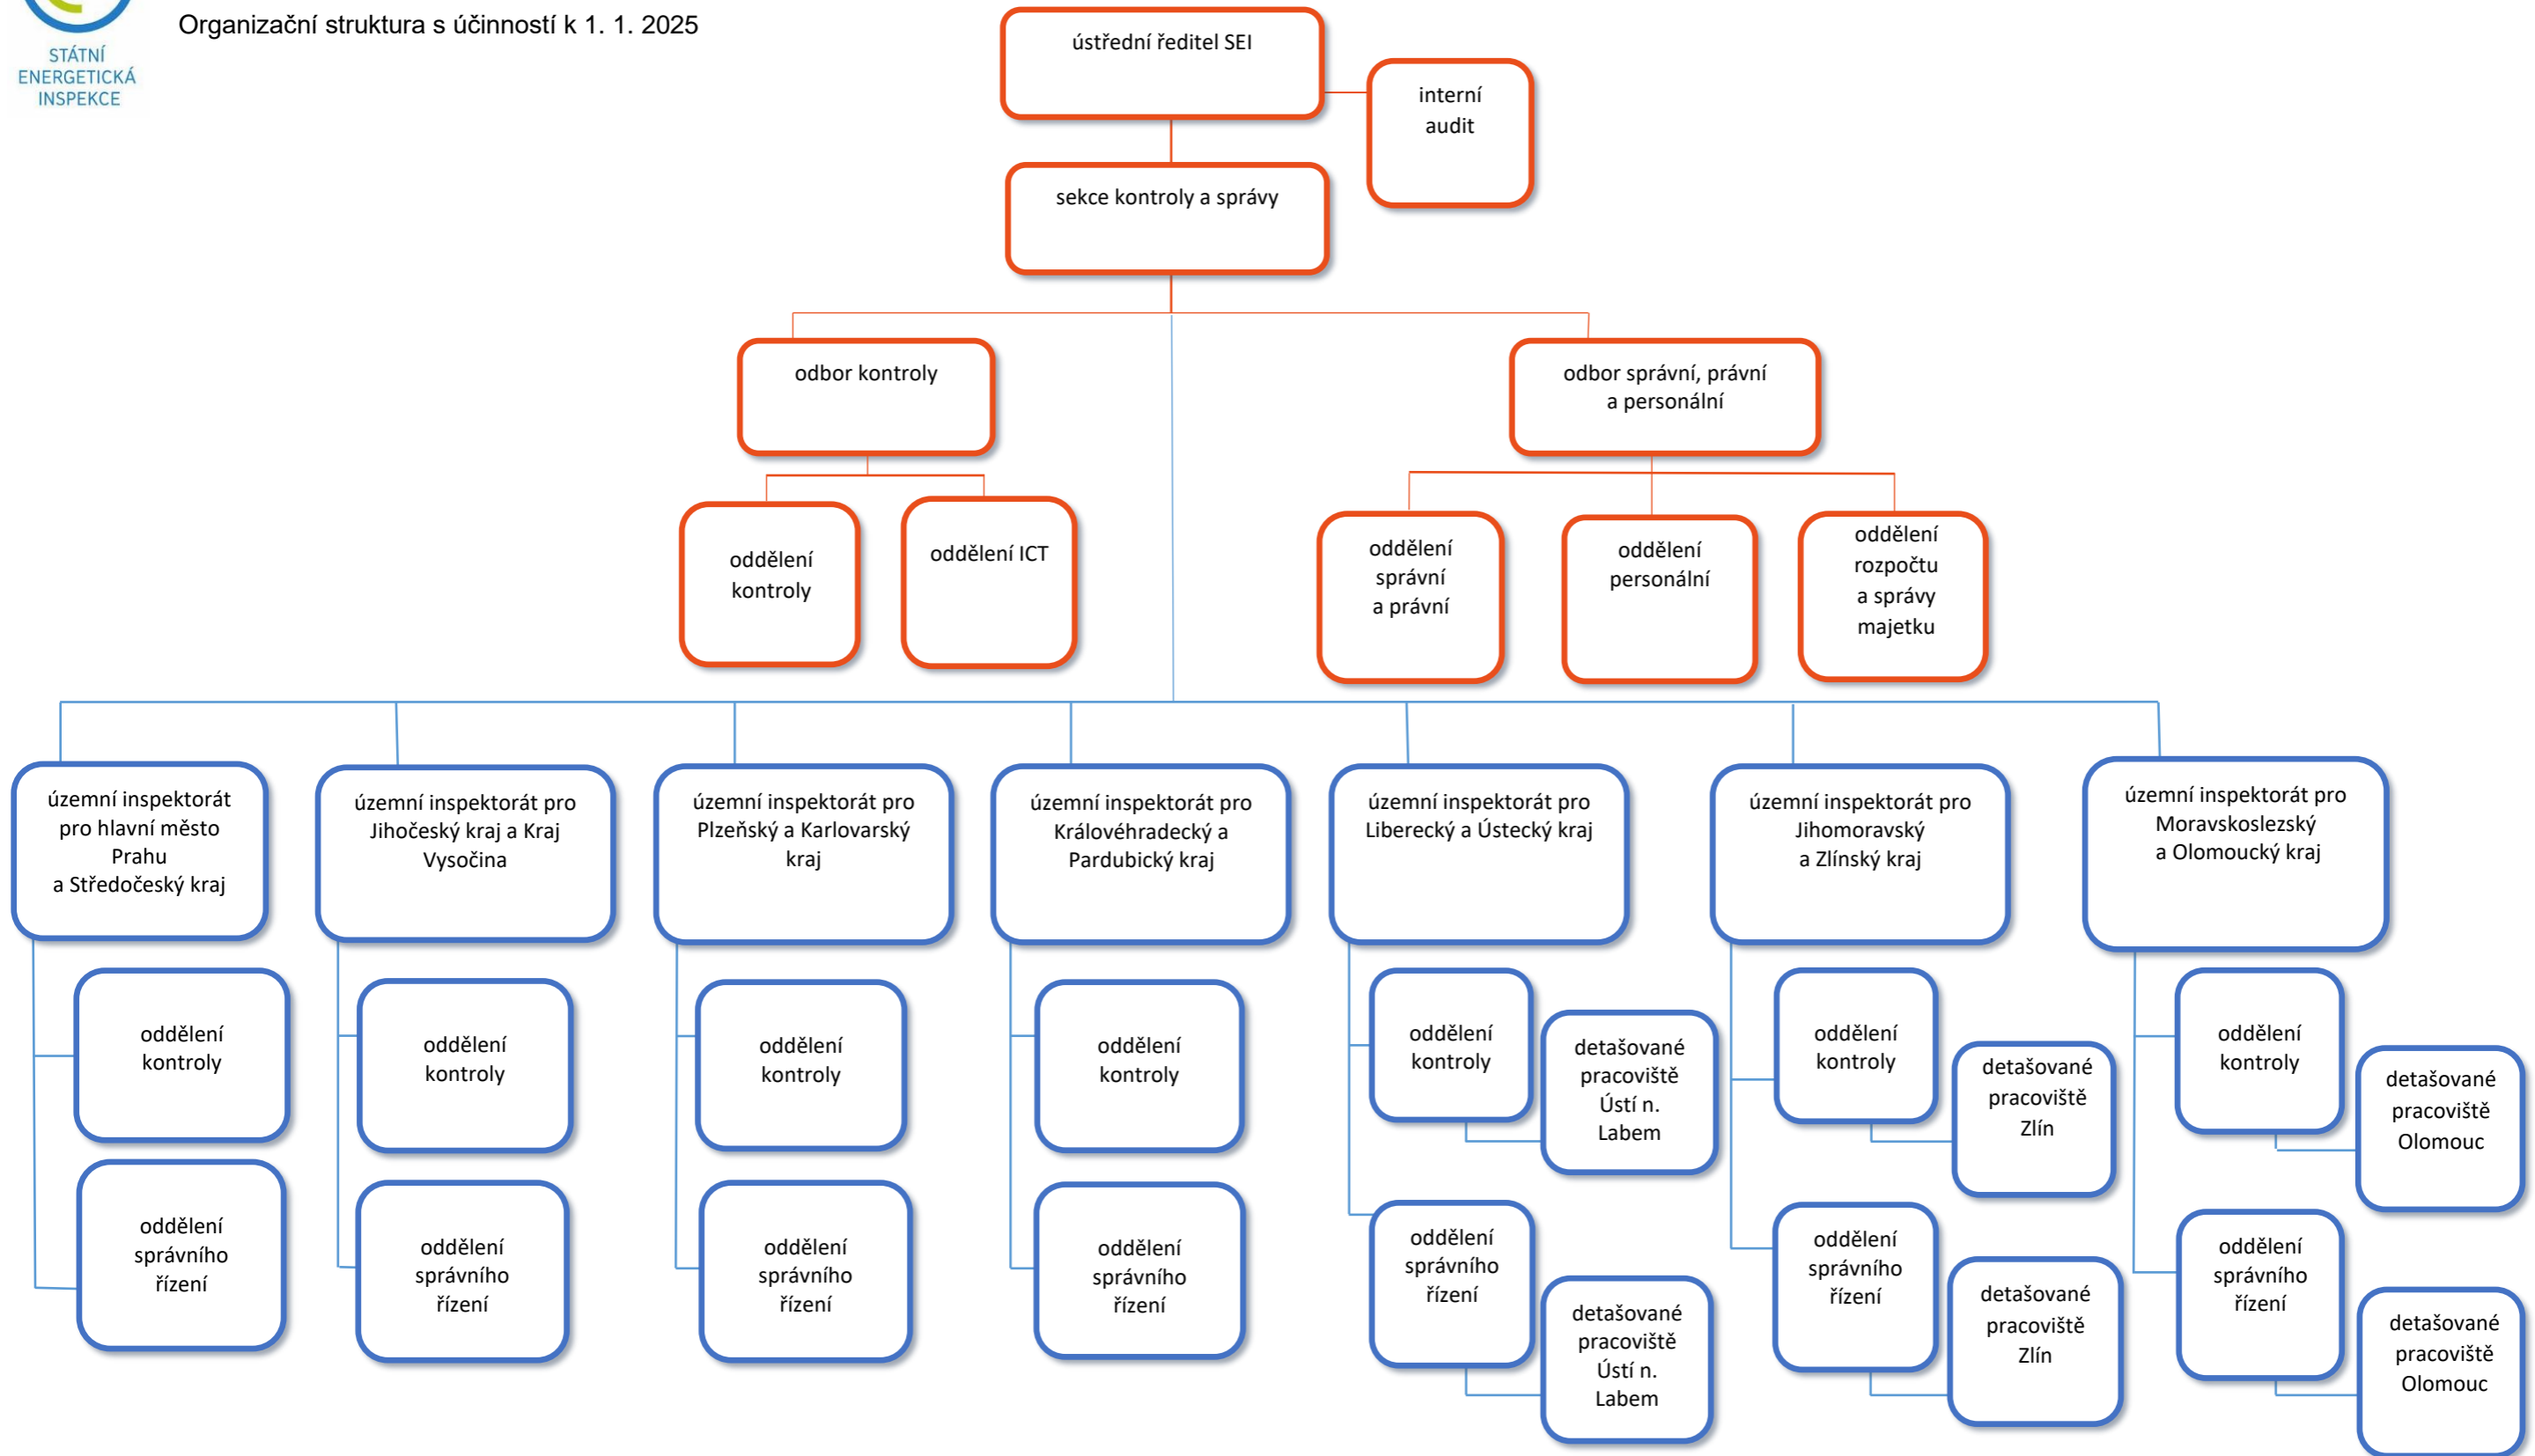 STÁTNÍ
ENERGETICKÁ
INSPEKCE
Organizační struktura s účinností k 1. 1. 2025
ústřední ředitel SEI
interní
audit
sekce kontroly a správy
odbor kontroly
odbor správní, právní
a personální
oddělení
kontroly
oddělení ICT
oddělení
správní
a právní
oddělení
personální
oddělení
rozpočtu
a správy
majetku
územní inspektorát
pro hlavní město
Prahu
a Středočeský kraj
územní inspektorát pro
Jihočeský kraj a Kraj
Vysočina
územní inspektorát pro
Plzeňský a Karlovarský
kraj
územní inspektorát pro
Královéhradecký a
Pardubický kraj
územní inspektorát pro
Liberecký a Ústecký kraj
územní inspektorát pro
Jihomoravský
a Zlínský kraj
územní inspektorát pro
Moravskoslezský
a Olomoucký kraj
oddělení
kontroly
oddělení
kontroly
oddělení
kontroly
oddělení
kontroly
oddělení
kontroly
detašované
pracoviště
Ústí n.
Labem
oddělení
kontroly
detašované
pracoviště
Zlín
oddělení
kontroly
detašované
pracoviště
Olomouc
oddělení
správního
řízení
oddělení
správního
řízení
oddělení
správního
řízení
oddělení
správního
řízení
oddělení
správního
řízení
detašované
pracoviště
Ústí n.
Labem
oddělení
správního
řízení
detašované
pracoviště
Zlín
oddělení
správního
řízení
detašované
pracoviště
Olomouc